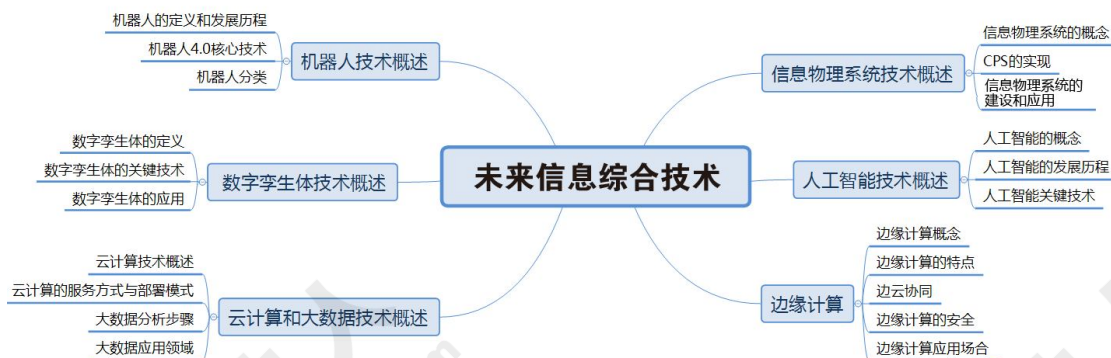 未来信息综合技术
信息物理系统技术概述
信息物理系统的概念
CPS的实现
信息物理系统的
建设和应用
人工智能技术概述
人工智能的概念
人工智能的发展历程
人工智能关键技术
边缘计算
边缘计算概念
边缘计算的特点
边云协同
边缘计算的安全
边缘计算应用场合
机器人技术概述
机器人的定义和发展历程
机器人4.0核心技术
机器人分类
数字孪生体技术概述
数字孪生体的定义
数字孪生体的关键技术
数字孪生体的应用
云计算和大数据技术概述
云计算技术概述
云计算的服务方式与部署模式
大数据分析步骤
大数据应用领域